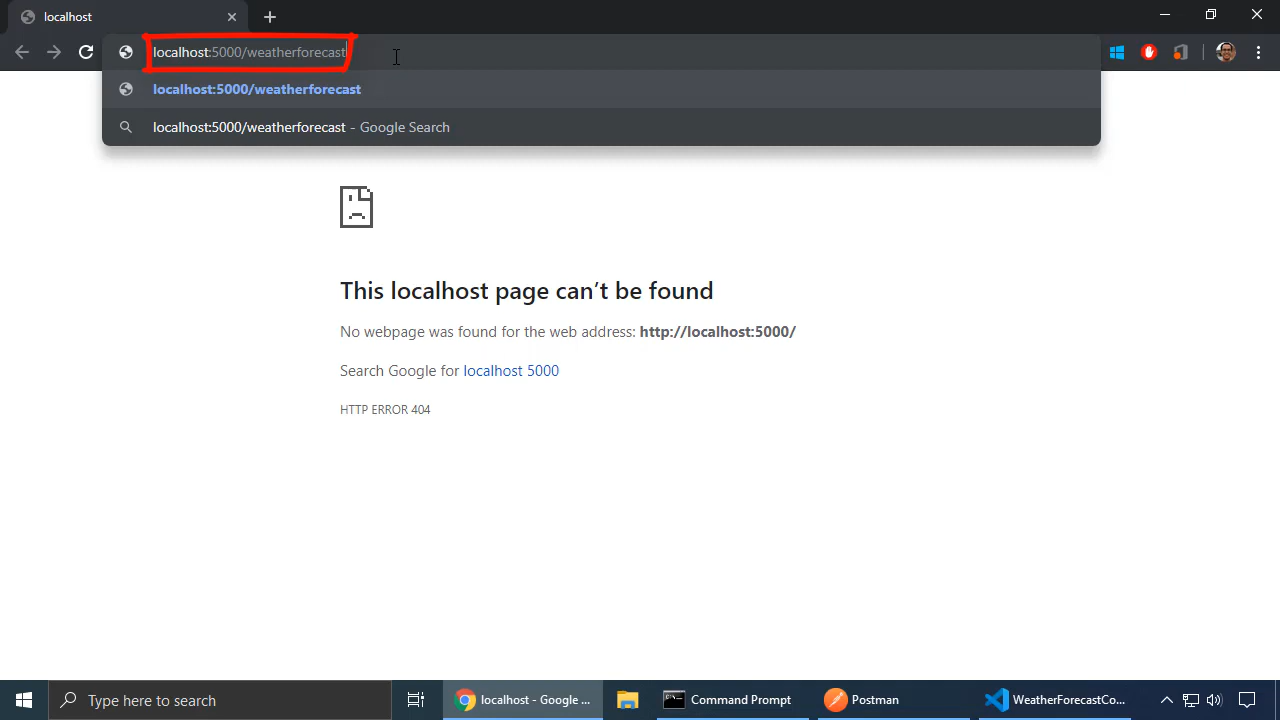 localhost
localhost:5000/weatherforecast
localhost:5000/weatherforecast
localhost:5000/weatherforecast - Google Search
This localhost page can’t be found
No webpage was found for the web address: http://localhost:5000/
Search Google for localhost 5000
HTTP ERROR 404
Type here to search
localhost - Google ...
Command Prompt
Postman
WeatherForecastCo...